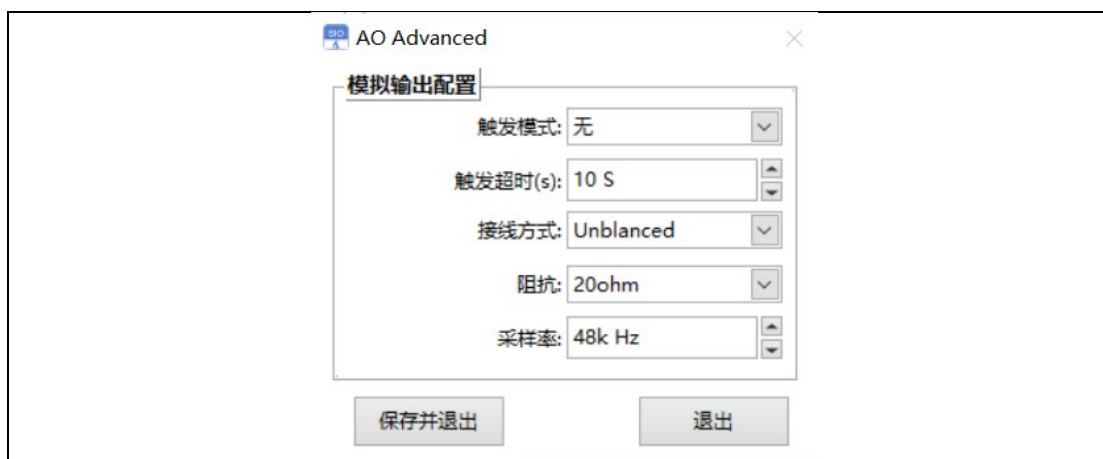 AO Advanced
模拟输出配置
触发模式: 无
触发超时(s): 10 S
接线方式: Unblanced
阻抗: 20ohm
采样率: 48k Hz
保存并退出 退出